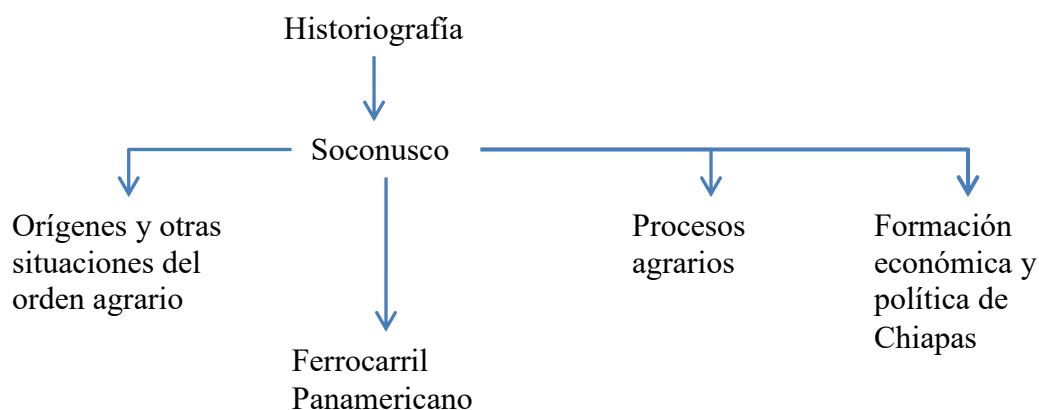 Historiografía
Soconusco
Orígenes y otras
situaciones del
orden agrario
Ferrocarril
Panamericano
Procesos
agrarios
Formación
económica y
política de
Chiapas